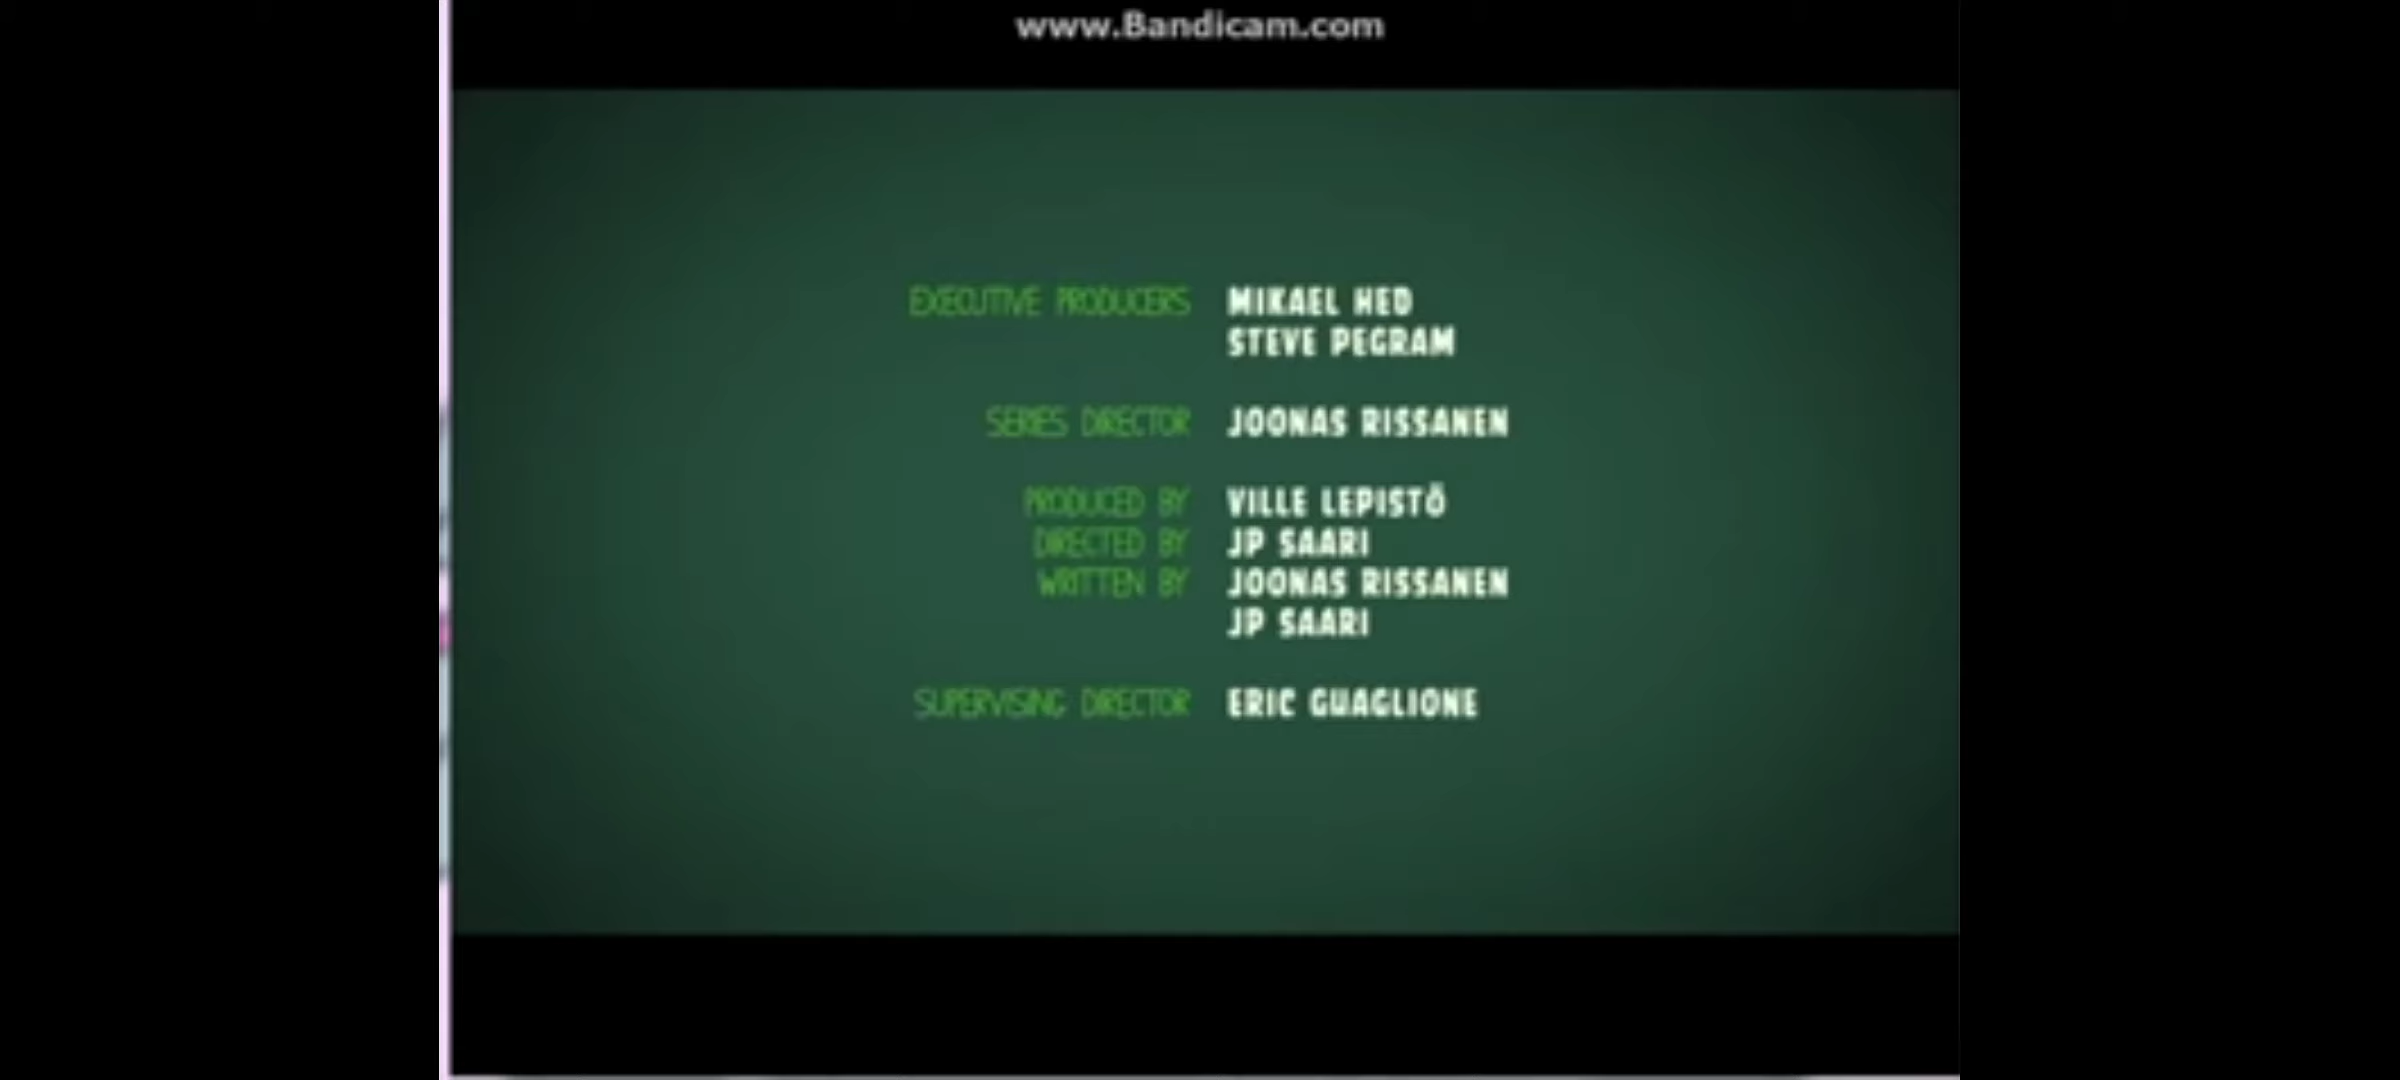 www.Bandicam.com
EXECUTIVE PRODUCERS MIKAEL HED
STEVE PEGRAM
SERIES DIRECTOR JOONAS RISSANEN
PRODUCED BY VILLE LEPISTÖ
DIRECTED BY JP SAARI
WRITTEN BY JOONAS RISSANEN
JP SAARI
SUPERVISING DIRECTOR ERIC GUAGLIONE